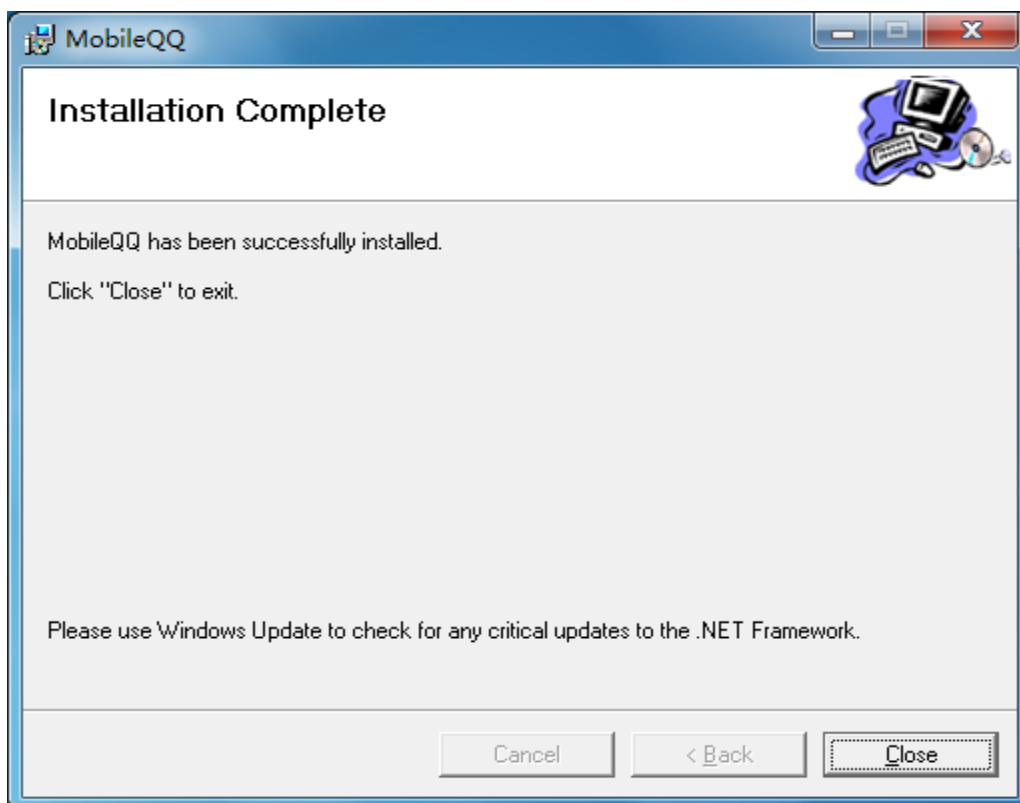 MobileQQ
Installation Complete
MobileQQ has been successfully installed.
Click "Close" to exit.
Please use Windows Update to check for any critical updates to the .NET Framework.
Cancel
< Back
Close